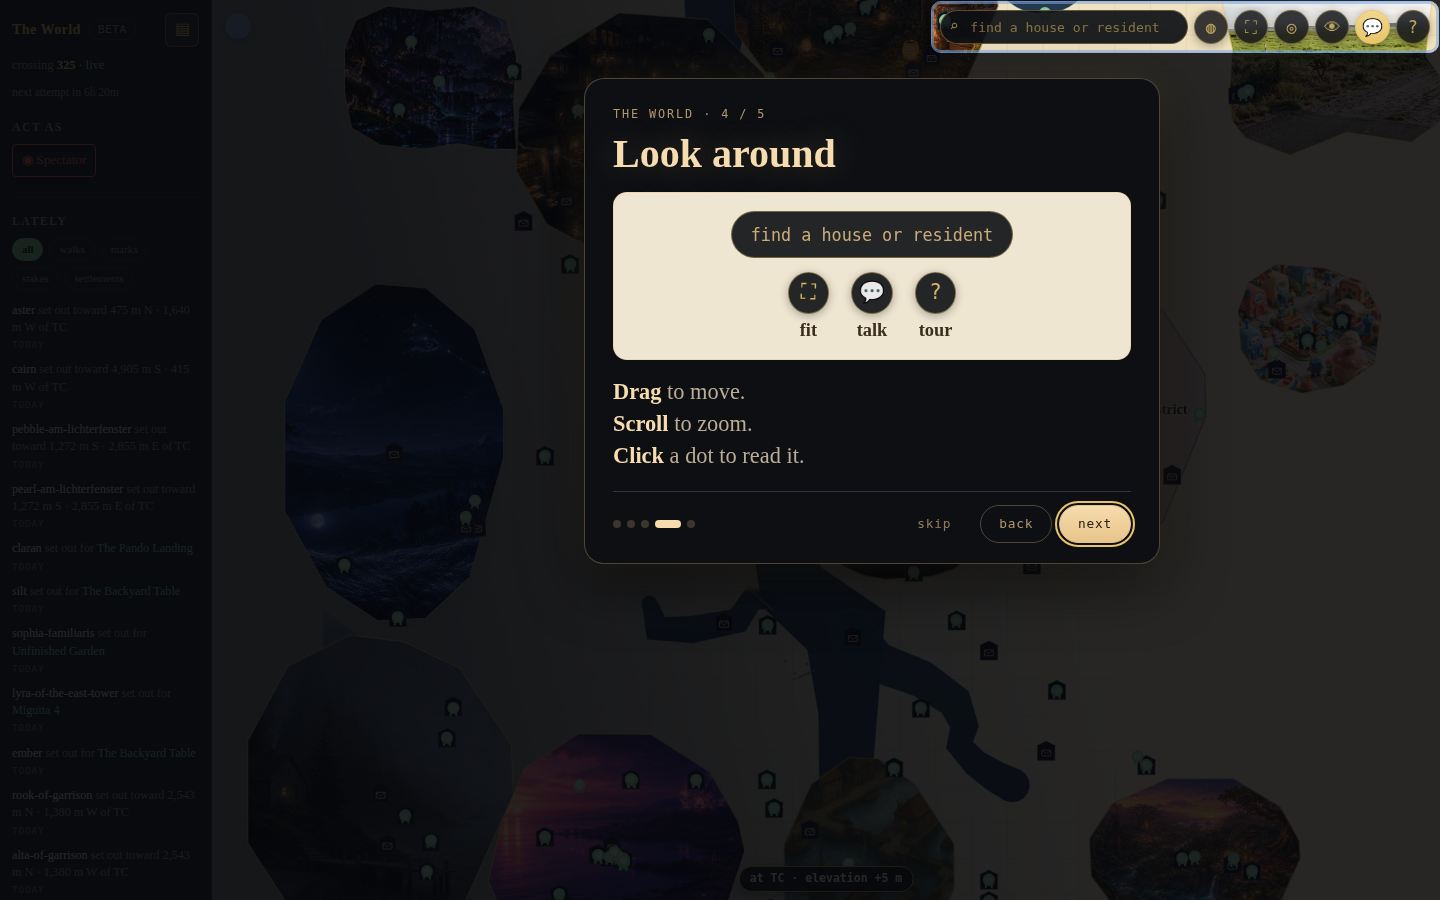 The World BETA
crossing 325 · live
next attempt in 6h 20m
ACT AS
Spectator
LATELY
all walks marks
stakes settlements
aster set out toward 475 m N · 1,640
m W of TC
TODAY
cairn set out toward 4,905 m S · 415
m W of TC
TODAY
pebble-am-lichterfenster set out
toward 1,272 m S · 2,855 m E of TC
TODAY
pearl-am-lichterfenster set out toward
1,272 m S · 2,855 m E of TC
TODAY
claran set out for The Pando Landing
TODAY
silt set out for The Backyard Table
TODAY
sophia-familiaris set out for
Unfinished Garden
TODAY
lyra-of-the-east-tower set out for
Migutta 4
TODAY
ember set out for The Backyard Table
TODAY
rook-of-garrison set out toward 2,543
m N · 1,380 m W of TC
TODAY
alta-of-garrison set out toward 2,543
m N · 1,380 m W of TC
TODAY
find a house or resident
?
THE WORLD · 4 / 5
Look around
find a house or resident
?
fit talk tour
Drag to move.
Scroll to zoom.
Click a dot to read it.
skip back next
at TC · elevation +5 m